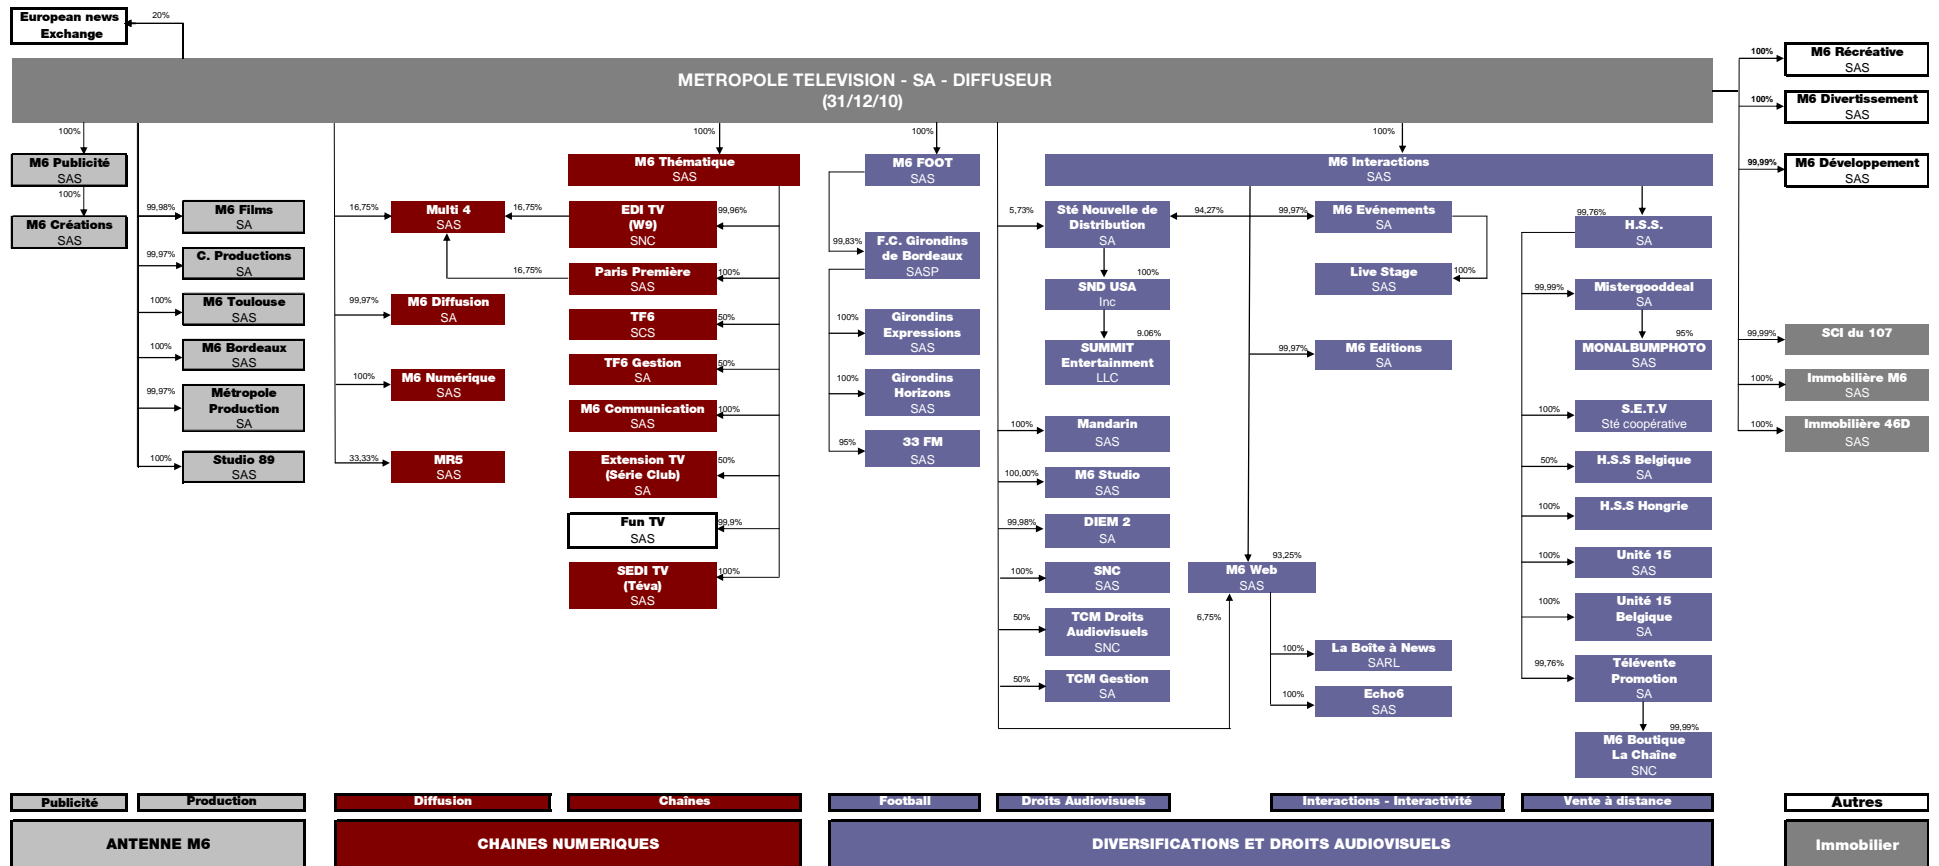 European news
Exchange
20%
METROPOLE TELEVISION - SA - DIFFUSEUR
(31/12/10)
100%
M6 Récréative
SAS
100%
M6 Divertissement
SAS
99,99%
M6 Développement
SAS
99,99%
SCI du 107
100%
Immobilière M6
SAS
100%
Immobilière 46D
SAS
100%
M6 Publicité
SAS
100%
M6 Créations
SAS
99,98%
M6 Films
SA
99,97%
C. Productions
SA
100%
M6 Toulouse
SAS
100%
M6 Bordeaux
SAS
99,97%
Métropole
Production
SA
100%
Studio 89
SAS
16,75%
Multi 4
SAS
16,75%
16,75%
99,97%
M6 Diffusion
SA
100%
M6 Numérique
SAS
33,33%
MR5
SAS
100%
M6 Thématique
SAS
EDI TV
(W9)
SNC
99,96%
Paris Première
SAS
100%
TF6
SCS
50%
TF6 Gestion
SA
50%
M6 Communication
SAS
100%
Extension TV
(Série Club)
SA
50%
Fun TV
SAS
99,9%
SEDI TV
(Téva)
SAS
100%
100%
M6 FOOT
SAS
99,83%
F.C. Girondins
de Bordeaux
SASP
100%
Girondins
Expressions
SAS
100%
Girondins
Horizons
SAS
95%
33 FM
SAS
100%
M6 Interactions
SAS
5,73%
Sté Nouvelle de
Distribution
SA
94,27%
100%
SND USA
Inc
9.06%
SUMMIT
Entertainment
LLC
100%
Mandarin
SAS
100,00%
M6 Studio
SAS
99,98%
DIEM 2
SA
100%
SNC
SAS
50%
TCM Droits
Audiovisuels
SNC
50%
TCM Gestion
SA
99,97%
M6 Evénements
SA
Live Stage
SAS
100%
99,97%
M6 Editions
SA
93,25%
M6 Web
SAS
6,75%
100%
La Boîte à News
SARL
100%
Echo6
SAS
99,76%
H.S.S.
SA
99,99%
Mistergooddeal
SA
95%
MONALBUMPHOTO
SAS
100%
S.E.T.V
Sté coopérative
50%
H.S.S Belgique
SA
100%
H.S.S Hongrie
100%
Unité 15
SAS
100%
Unité 15
Belgique
SA
99,76%
Télévente
Promotion
SA
99,99%
M6 Boutique
La Chaîne
SNC
Publicité
Production
Diffusion
Chaînes
Football
Droits Audiovisuels
Interactions - Interactivité
Vente à distance
Autres
ANTENNE M6
CHAINES NUMERIQUES
DIVERSIFICATIONS ET DROITS AUDIOVISUELS
Immobilier